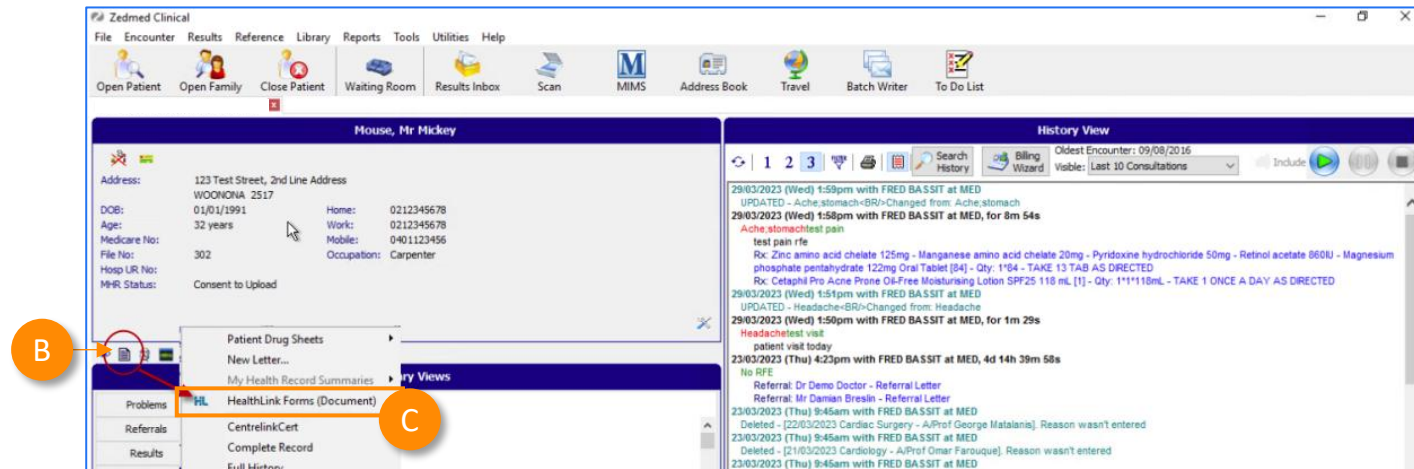 Zedmed Clinical
File Encounter Results Reference Library Reports Tools Utilities Help
Open Patient Open Family Close Patient Waiting Room Results Inbox Scan MIMS Address Book Travel Batch Writer To Do List
Mouse, Mr Mickey
Address: 123 Test Street, 2nd Line Address
WOONONA 2517
DOB: 01/01/1991 Home: 0212345678
Age: 32 years Work: 0212345678
Medicare No: Mobile: 0401123456
File No: 302 Occupation: Carpenter
Hosp UR No:
MHR Status: Consent to Upload
B
Patient Drug Sheets
New Letter...
My Health Record Summaries
ry Views
HL HealthLink Forms (Document)
C
CentrelinkCert
Complete Record
Full History
Problems
Referrals
Results
History View
1 2 3 Search History Billing Wizard Oldest Encounter: 09/08/2016
Visible: Last 10 Consultations Include
29/03/2023 (Wed) 1:59pm with FRED BASSIT at MED
UPDATED - Ache;stomach<BR/>Changed from: Ache;stomach
29/03/2023 (Wed) 1:58pm with FRED BASSIT at MED, for 8m 54s
Ache;stomachtest pain
test pain rfe
Rx: Zinc amino acid chelate 125mg - Manganese amino acid chelate 20mg - Pyridoxine hydrochloride 50mg - Retinol acetate 860IU - Magnesium
phosphate pentahydrate 122mg Oral Tablet [84] - Qty: 1*84 - TAKE 13 TAB AS DIRECTED
Rx: Cetaphil Pro Acne Prone Oil-Free Moisturising Lotion SPF25 118 mL [1] - Qty: 1*1*118mL - TAKE 1 ONCE A DAY AS DIRECTED
29/03/2023 (Wed) 1:51pm with FRED BASSIT at MED
UPDATED - Headache<BR/>Changed from: Headache
29/03/2023 (Wed) 1:50pm with FRED BASSIT at MED, for 1m 29s
Headachetest visit
patient visit today
23/03/2023 (Thu) 4:23pm with FRED BASSIT at MED, 4d 14h 39m 58s
No RFE
Referral: Dr Demo Doctor - Referral Letter
Referral: Mr Damian Breslin - Referral Letter
23/03/2023 (Thu) 9:45am with FRED BASSIT at MED
Deleted - [22/03/2023 Cardiac Surgery - A/Prof George Matalanis]. Reason wasn't entered
23/03/2023 (Thu) 9:45am with FRED BASSIT at MED
Deleted - [21/03/2023 Cardiology - A/Prof Omar Farouque]. Reason wasn't entered
23/03/2023 (Thu) 9:45am with FRED BASSIT at MED